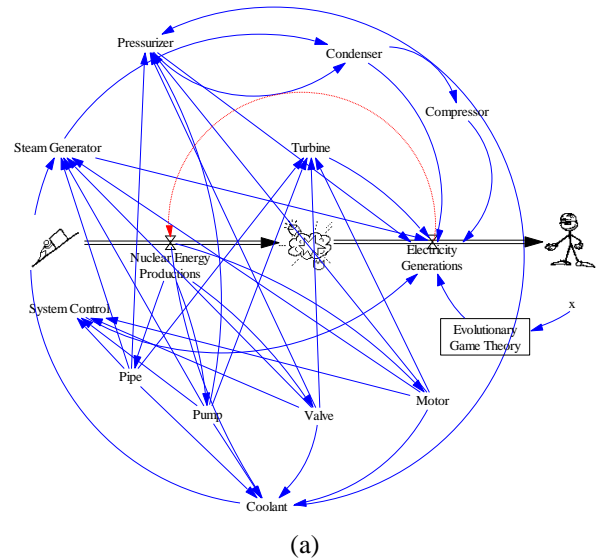 Pressurizer
Condenser
Compressor
Steam Generator
Turbine
Nuclear Energy
Productions
Electricity
Generations
System Control
x
Evolutionary
Game Theory
Pipe
Pump
Valve
Motor
Coolant
(a)